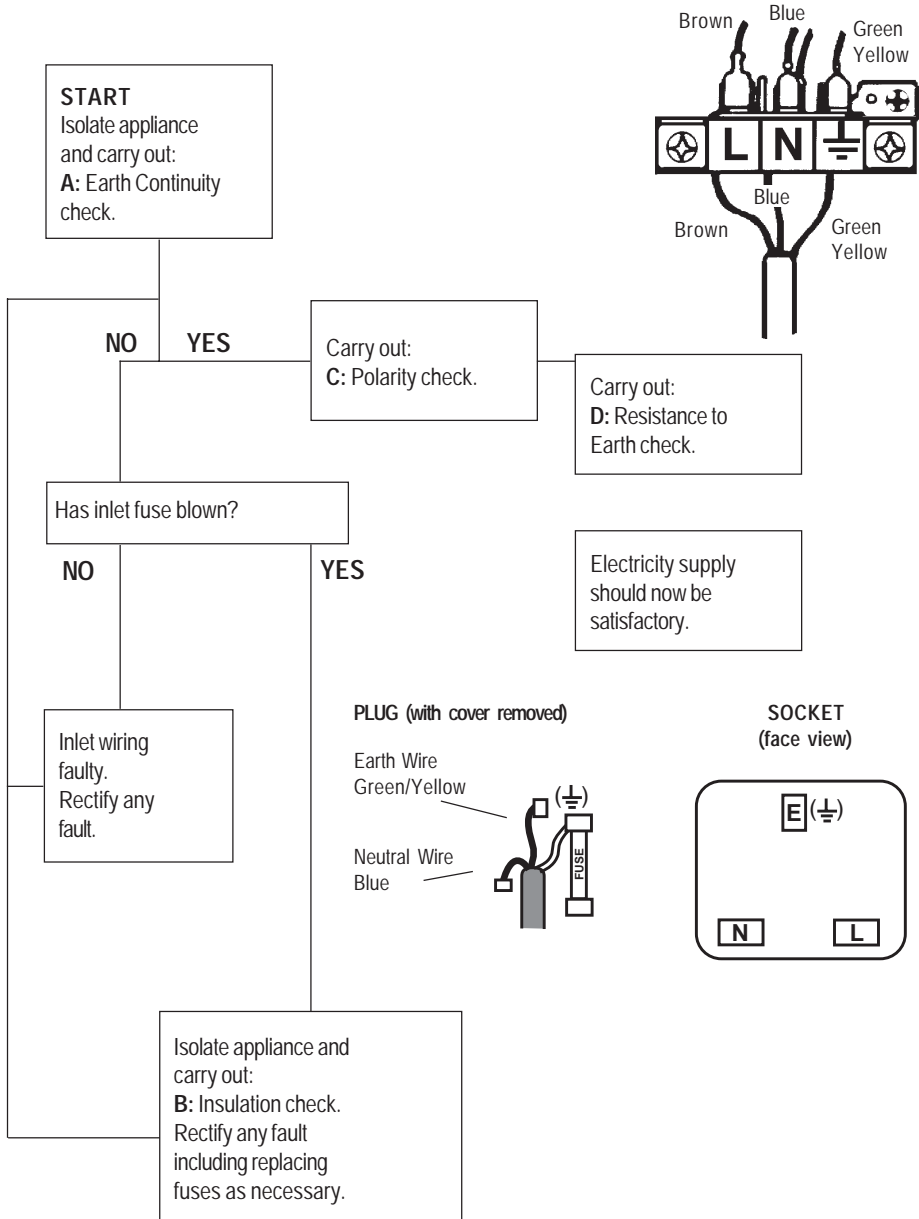 Brown
Blue
Green
Yellow
START
Isolate appliance
and carry out:
A: Earth Continuity
check.
L N
Blue
Brown
Green
Yellow
NO YES
Carry out:
C: Polarity check.
Carry out:
D: Resistance to
Earth check.
Has inlet fuse blown?
NO
YES
Electricity supply
should now be
satisfactory.
Inlet wiring
faulty.
Rectify any
fault.
PLUG (with cover removed)
Earth Wire
Green/Yellow
Neutral Wire
Blue
FUSE
SOCKET
(face view)
E
N
L
Isolate appliance and
carry out:
B: Insulation check.
Rectify any fault
including replacing
fuses as necessary.